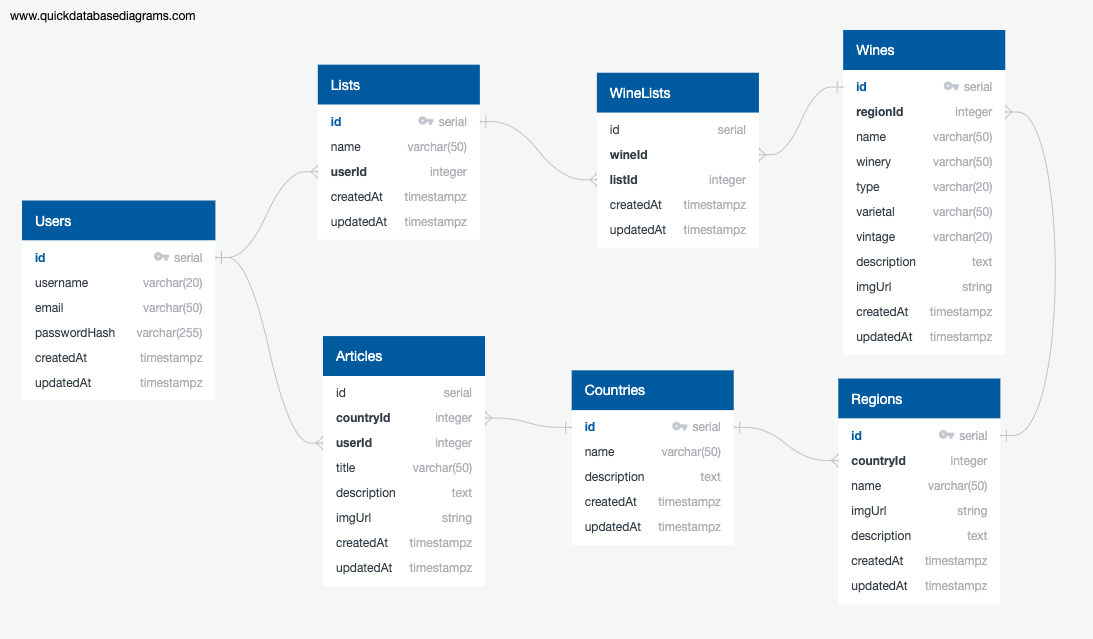 www.quickdatabasediagrams.com
Users
id serial
username varchar(20)
email varchar(50)
passwordHash varchar(255)
createdAt timestampz
updatedAt timestampz
Lists
id serial
name varchar(50)
userId integer
createdAt timestampz
updatedAt timestampz
WineLists
id serial
wineId
listId integer
createdAt timestampz
updatedAt timestampz
Wines
id serial
regionId integer
name varchar(50)
winery varchar(50)
type varchar(20)
varietal varchar(50)
vintage varchar(20)
description text
imgUrl string
createdAt timestampz
updatedAt timestampz
Articles
id serial
countryId integer
userId integer
title varchar(50)
description text
imgUrl string
createdAt timestampz
updatedAt timestampz
Countries
id serial
name varchar(50)
description text
createdAt timestampz
updatedAt timestampz
Regions
id serial
countryId integer
name varchar(50)
imgUrl string
description text
createdAt timestampz
updatedAt timestampz